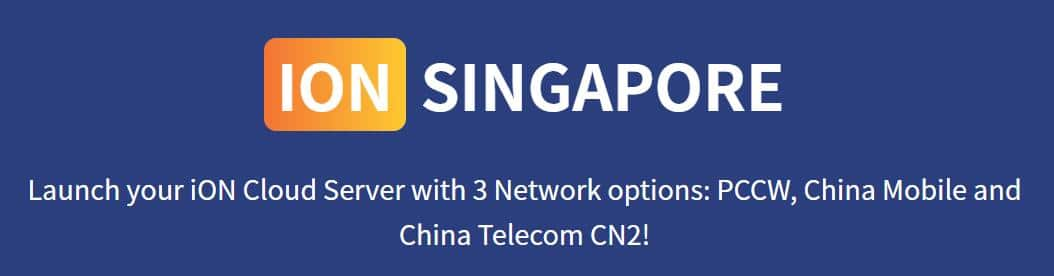 ION SINGAPORE
Launch your iON Cloud Server with 3 Network options: PCCW, China Mobile and
China Telecom CN2!